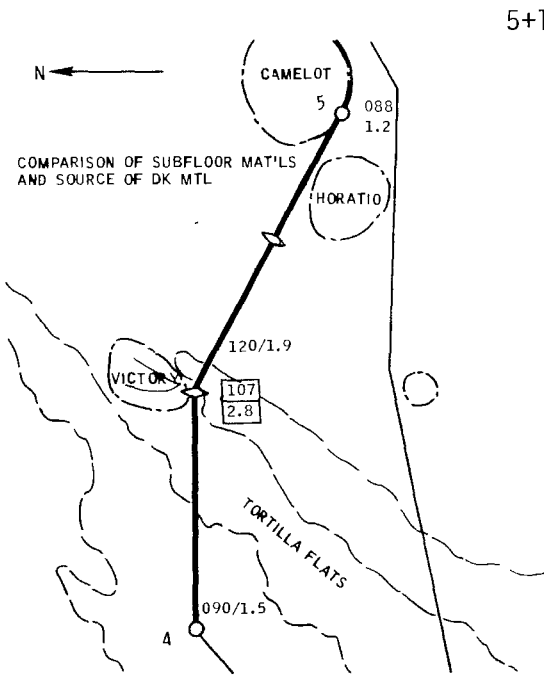 5+1
CAMELOT
N
5
088
1.2
COMPARISON OF SUBFLOOR MAT'LS
AND SOURCE OF DK MTL
HORATIO
120/1.9
VICTORY
107
2.8
TORTILLA FLATS
090/1.5
4